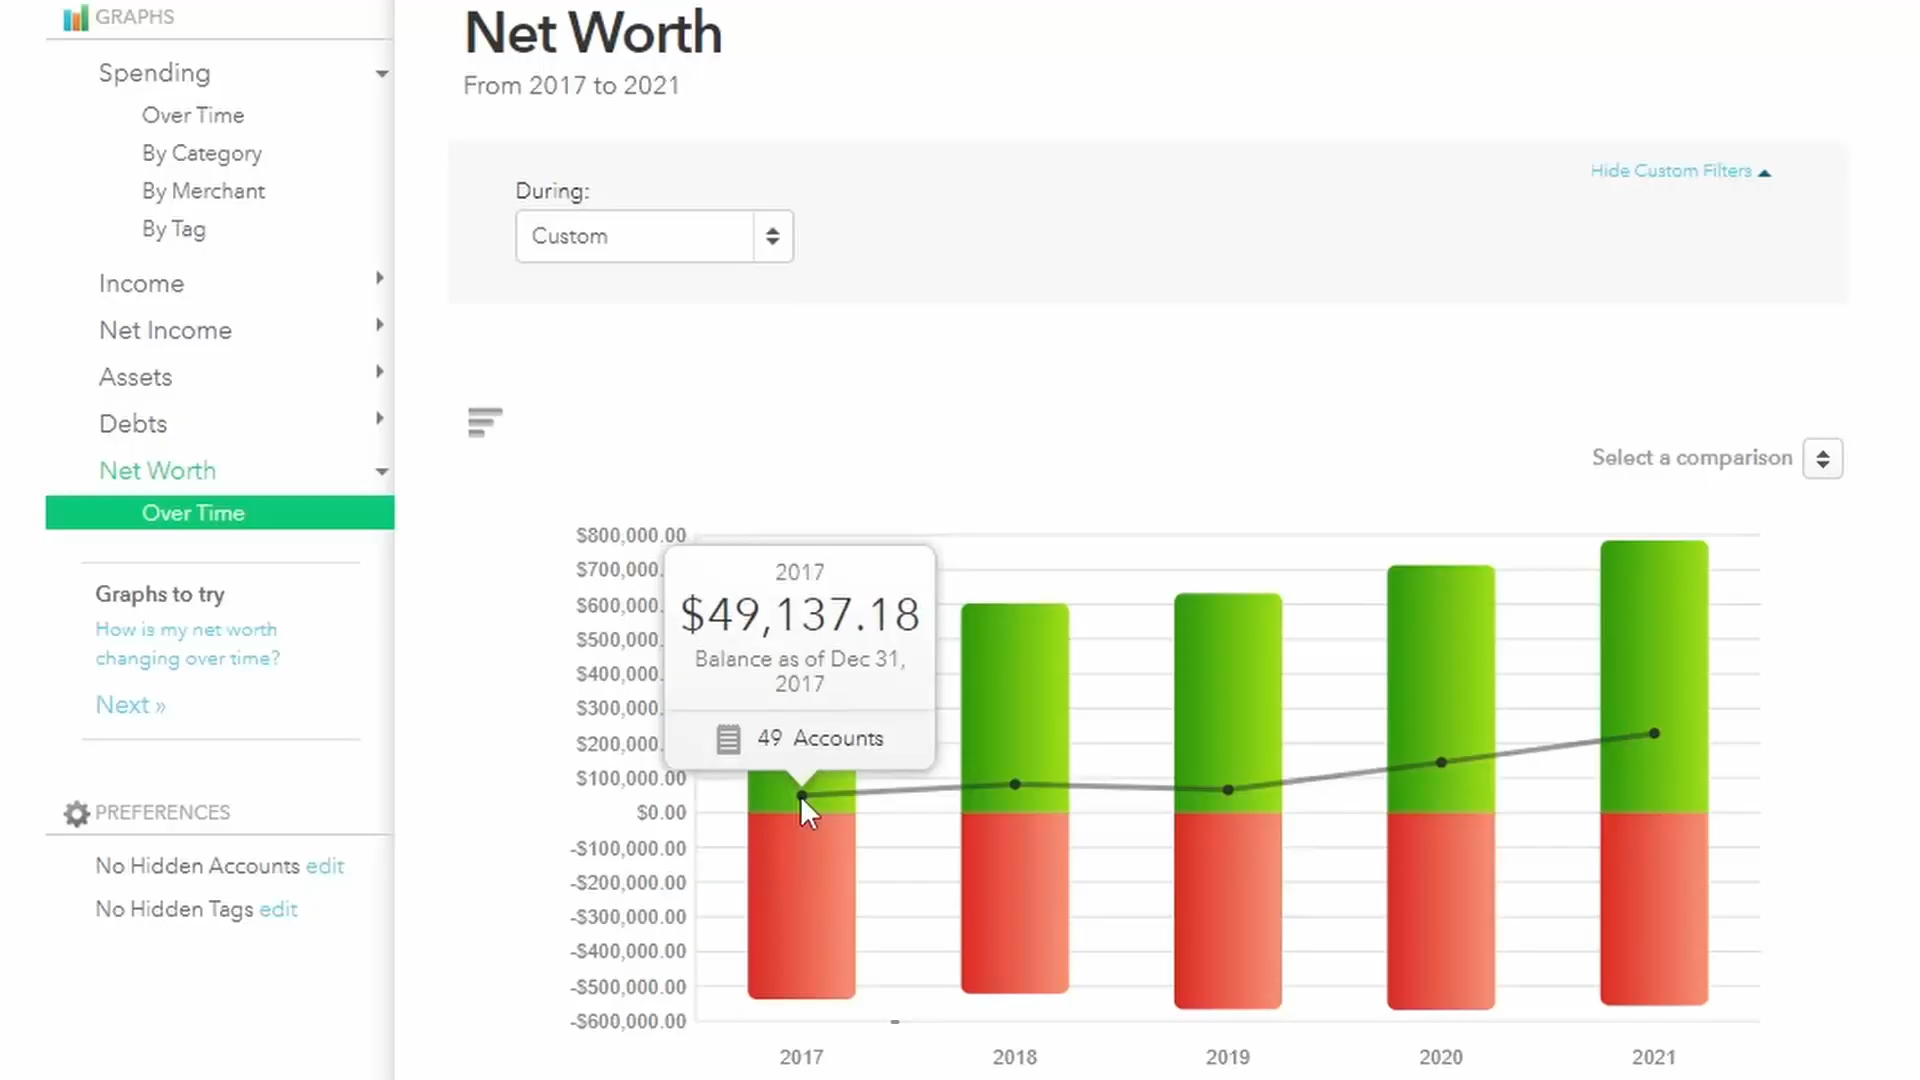 GRAPHS
Spending
Over Time
By Category
By Merchant
By Tag
Income
Net Income
Assets
Debts
Net Worth
Over Time
Graphs to try
How is my net worth
changing over time?
Next »
PREFERENCES
No Hidden Accounts edit
No Hidden Tags edit
Net Worth
From 2017 to 2021
Hide Custom Filters
During:
Custom
Select a comparison
$800,000.00
$700,000.
$600,000.
$500,000.
$400,000.
$300,000.
$200,000.
$100,000.00
$0.00
-$100,000.00
-$200,000.00
-$300,000.00
-$400,000.00
-$500,000.00
-$600,000.00
2017
$49,137.18
Balance as of Dec 31,
2017
49 Accounts
2017
2018
2019
2020
2021